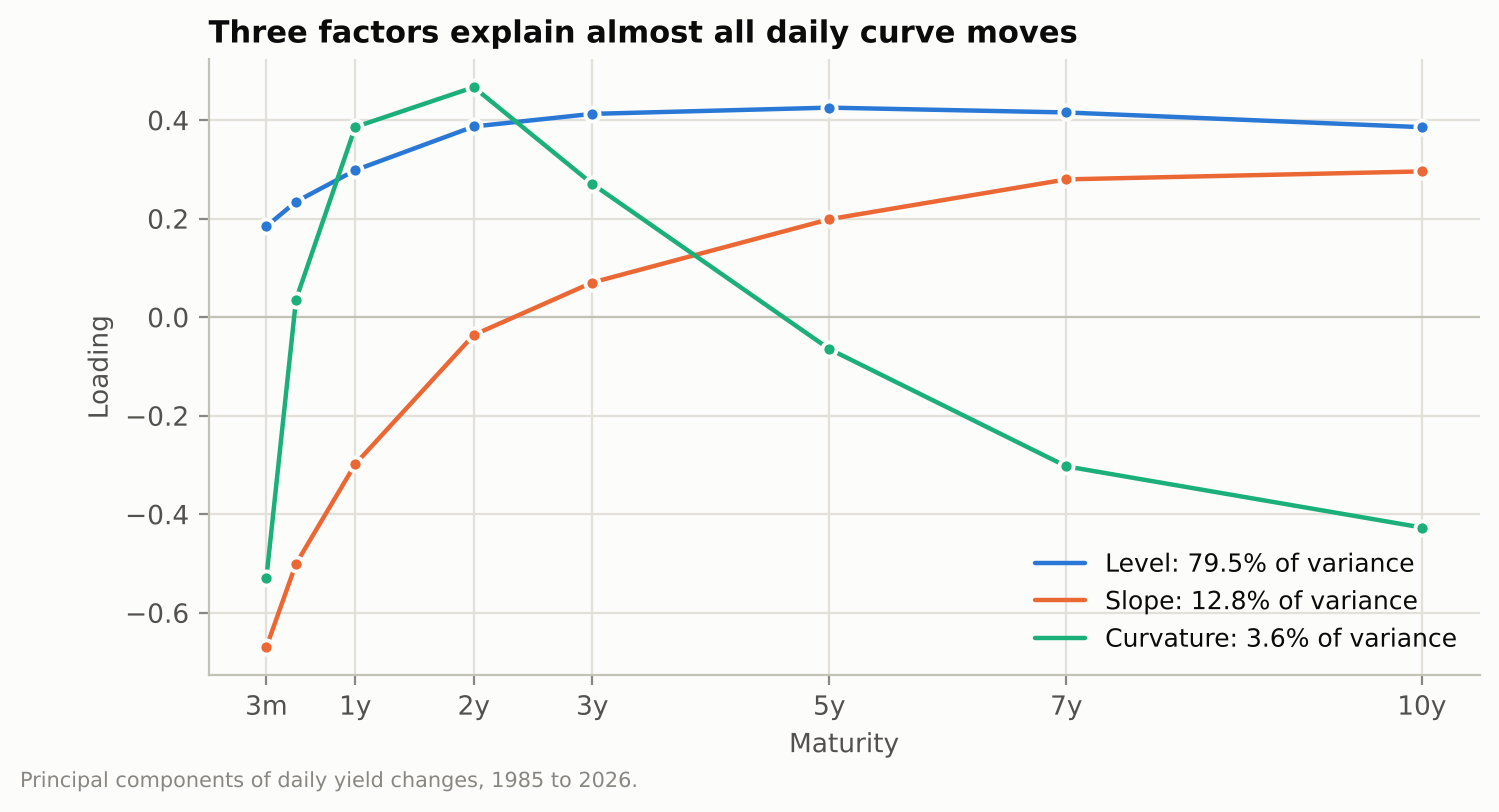 Three factors explain almost all daily curve moves
0.4
0.2
0.0
−0.2
−0.4
−0.6
Loading
Level: 79.5% of variance
Slope: 12.8% of variance
Curvature: 3.6% of variance
3m 1y 2y 3y 5y 7y 10y
Maturity
Principal components of daily yield changes, 1985 to 2026.